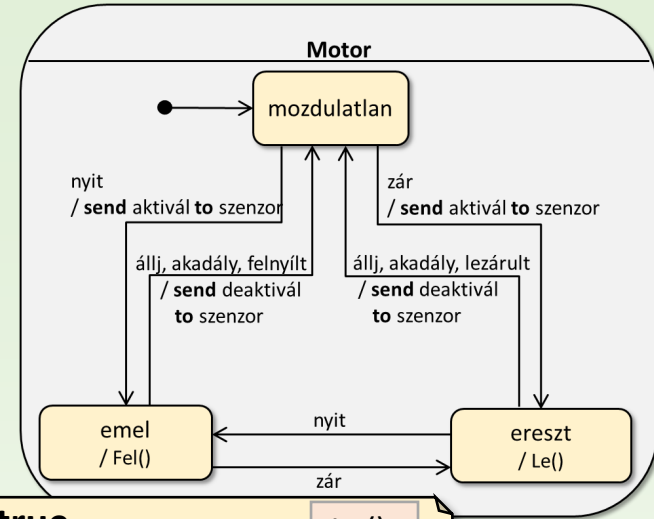 Motor
mozdulatlan
nyit
/ send aktivál to szenzor
zár
/ send aktivál to szenzor
állj, akadály, felnyílt
/ send deaktivál
to szenzor
állj, akadály, lezárult
/ send deaktivál
to szenzor
emel
/ Fel()
nyit
zár
ereszt
/ Le()
true